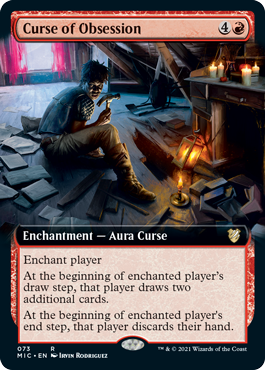 Curse of Obsession 4
Enchantment — Aura Curse
Enchant player
At the beginning of enchanted player's
draw step, that player draws two
additional cards.
At the beginning of enchanted player's
end step, that player discards their hand.
073 R
MIC • EN Irvin Rodriguez
™ & © 2021 Wizards of the Coast